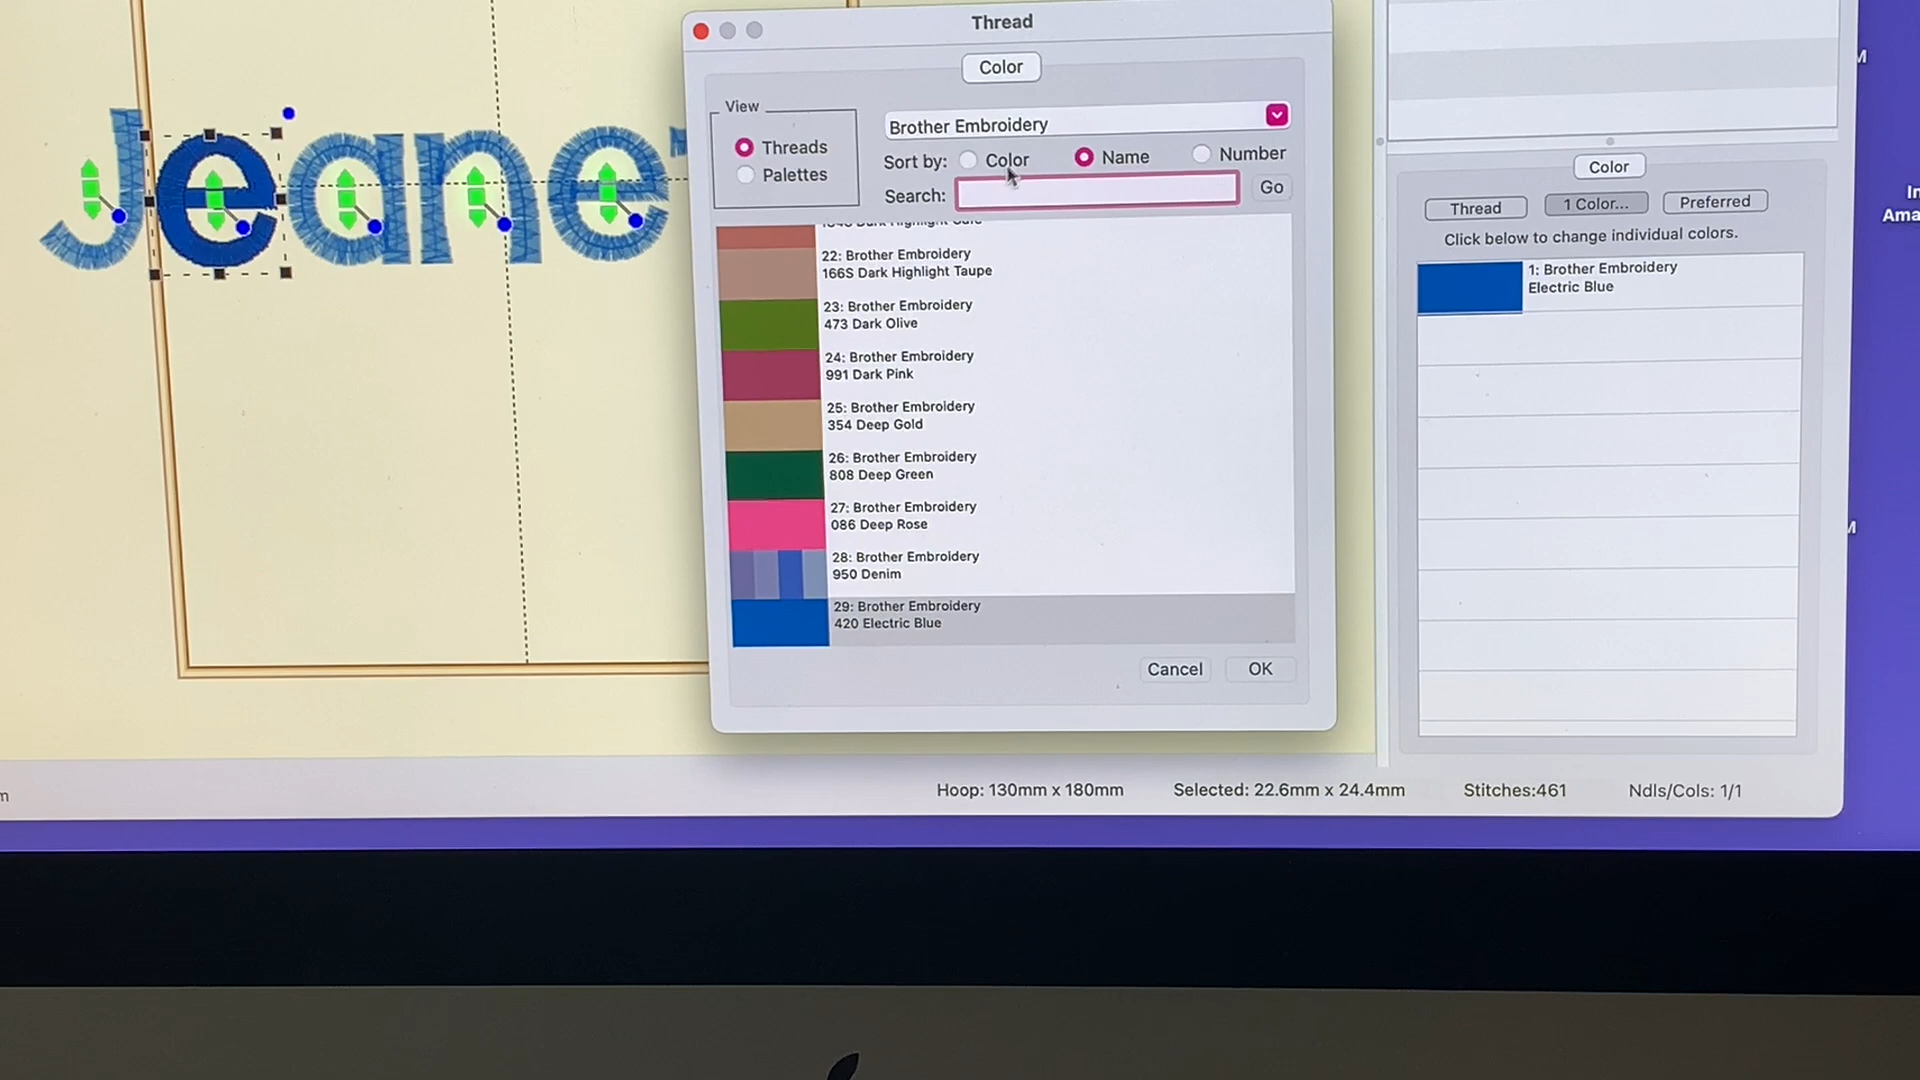 Thread
Color
View
Threads
Palettes
Brother Embroidery
Sort by: Color Name Number
Search: Go
22: Brother Embroidery
166S Dark Highlight Taupe
23: Brother Embroidery
473 Dark Olive
24: Brother Embroidery
991 Dark Pink
25: Brother Embroidery
354 Deep Gold
26: Brother Embroidery
808 Deep Green
27: Brother Embroidery
086 Deep Rose
28: Brother Embroidery
950 Denim
29: Brother Embroidery
420 Electric Blue
Cancel OK
Jeane
Color
Thread 1 Color... Preferred
Click below to change individual colors.
1: Brother Embroidery
Electric Blue
Hoop: 130mm x 180mm Selected: 22.6mm x 24.4mm Stitches:461 Ndls/Cols: 1/1